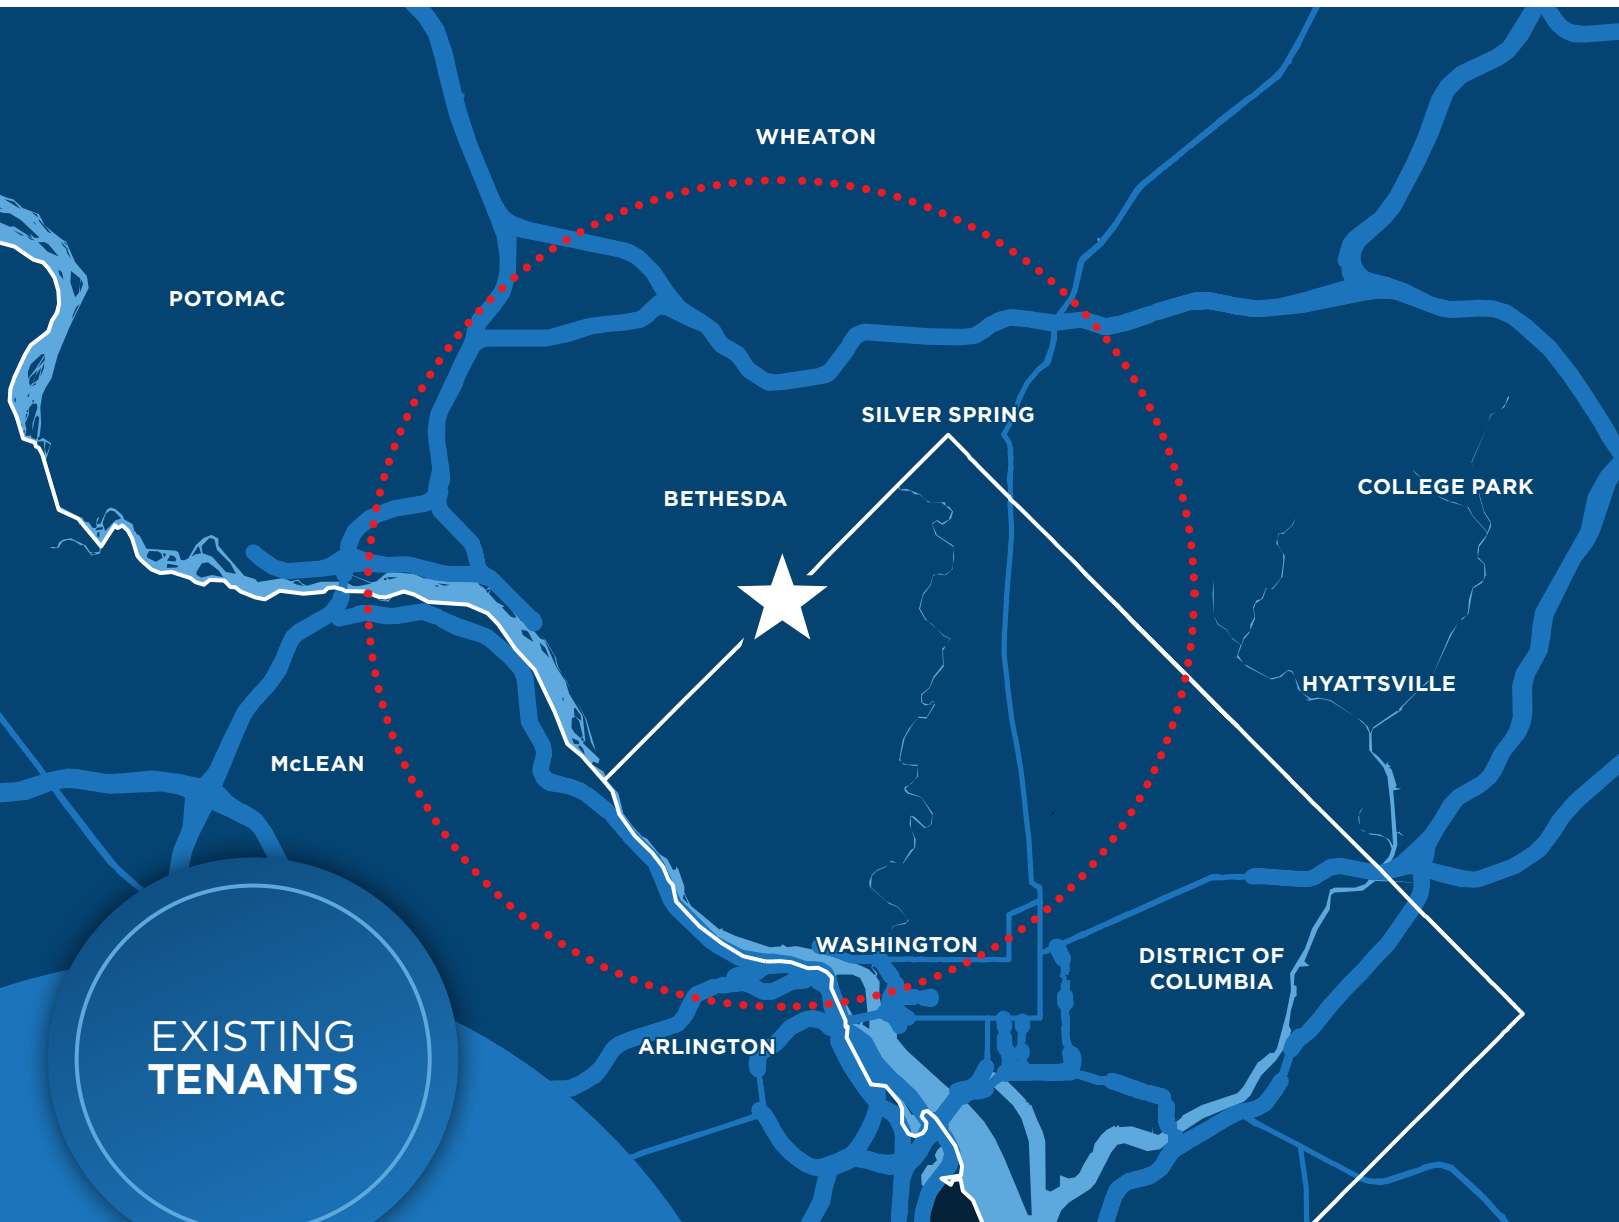 WHEATON
POTOMAC
SILVER SPRING
COLLEGE PARK
BETHESDA
HYATTSVILLE
McLEAN
WASHINGTON
DISTRICT OF
COLUMBIA
ARLINGTON
EXISTING
TENANTS